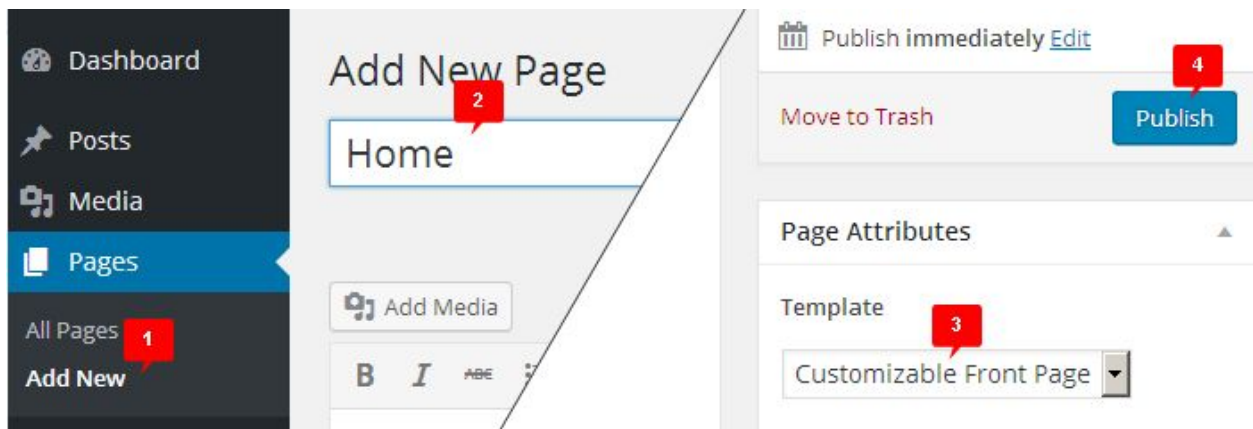 Dashboard
Posts
Media
Pages
All Pages
1
Add New
Add New Page
2
Home
Add Media
B I ABE
Publish immediately Edit
4
Move to Trash
Publish
Page Attributes
Template
3
Customizable Front Page